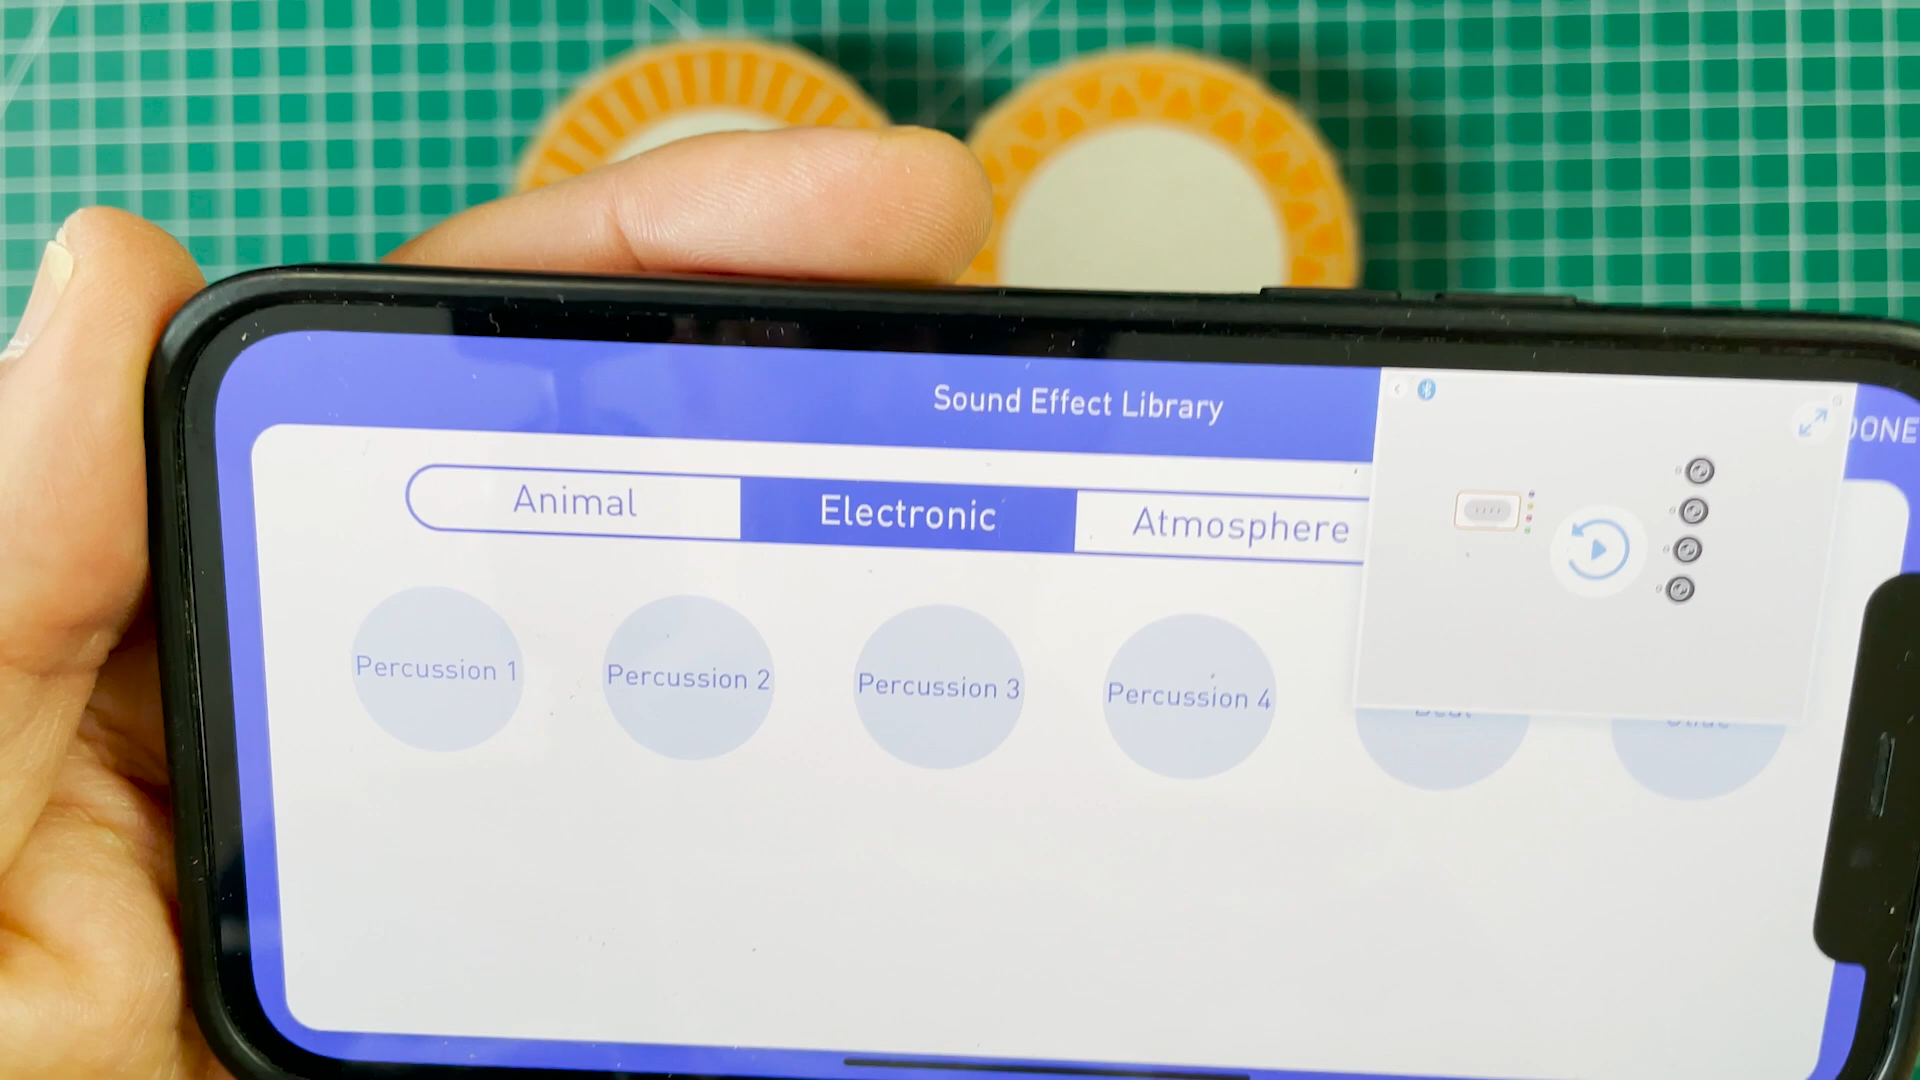 Sound Effect Library
DONE
Animal
Electronic
Atmosphere
Percussion 1
Percussion 2
Percussion 3
Percussion 4